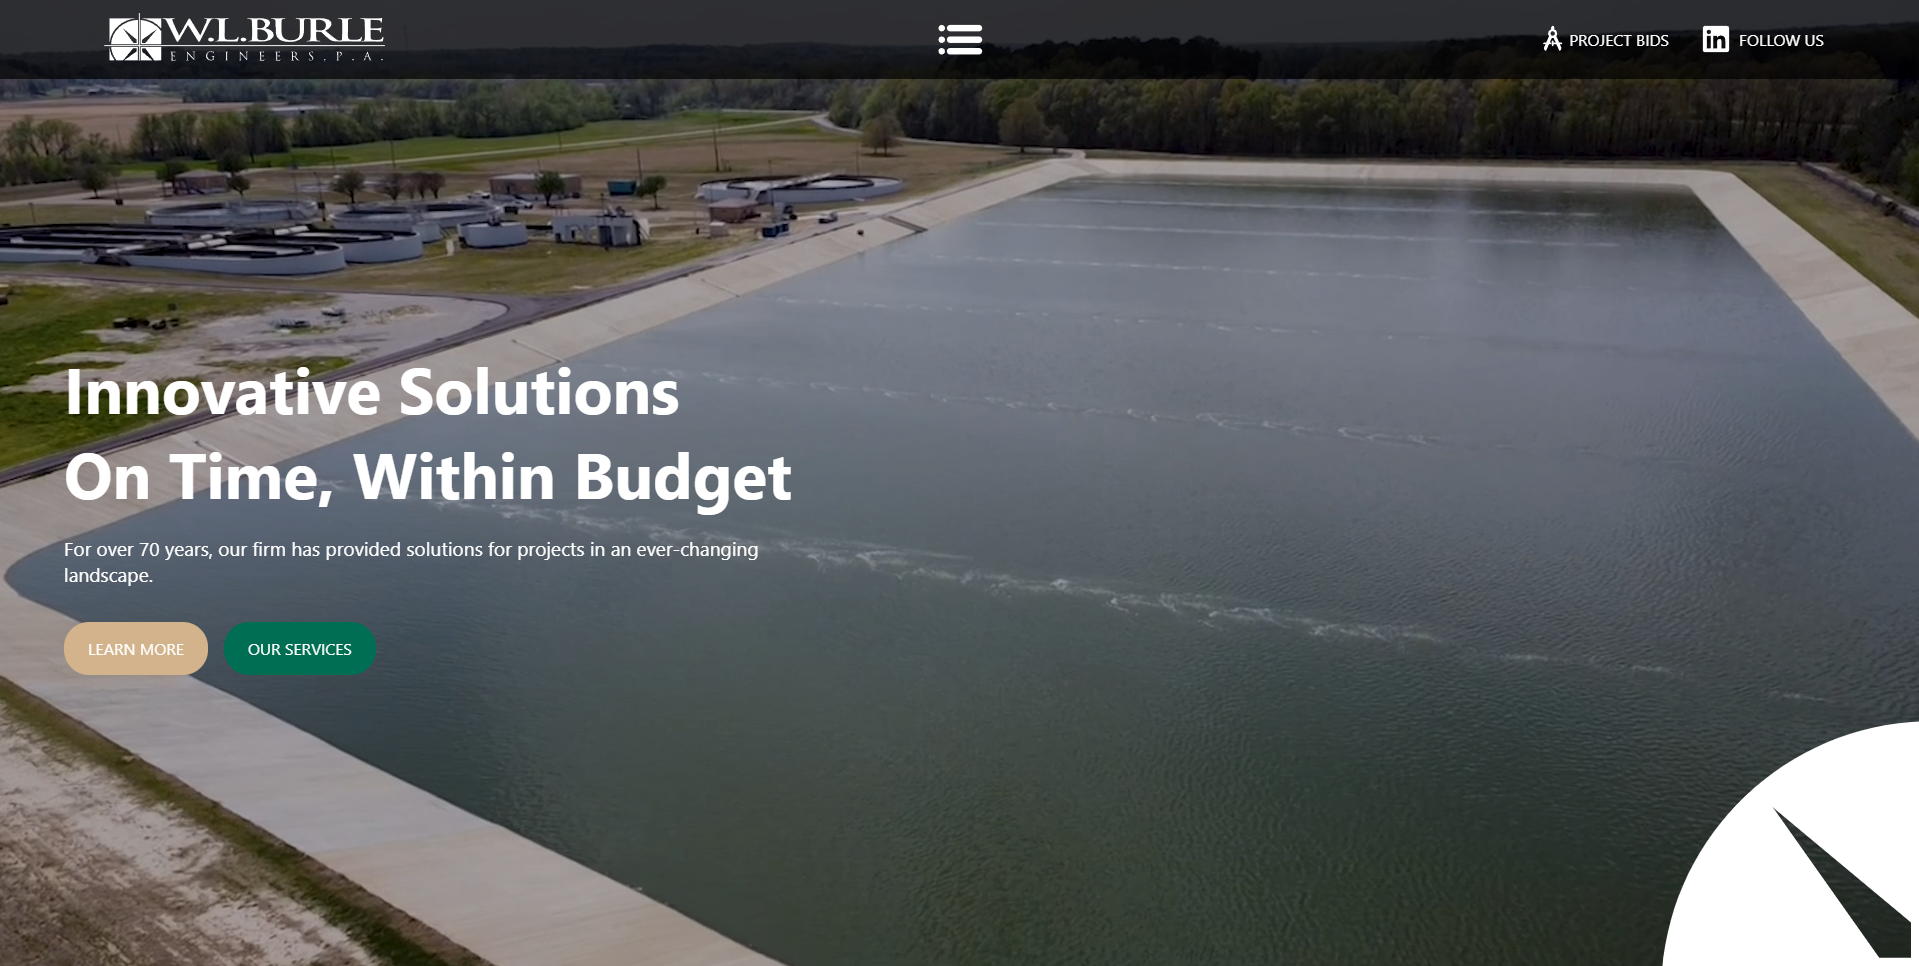 W.L.BURLE
ENGINEERS, P.A.
PROJECT BIDS
in FOLLOW US
Innovative Solutions
On Time, Within Budget
For over 70 years, our firm has provided solutions for projects in an ever-changing
landscape.
LEARN MORE
OUR SERVICES